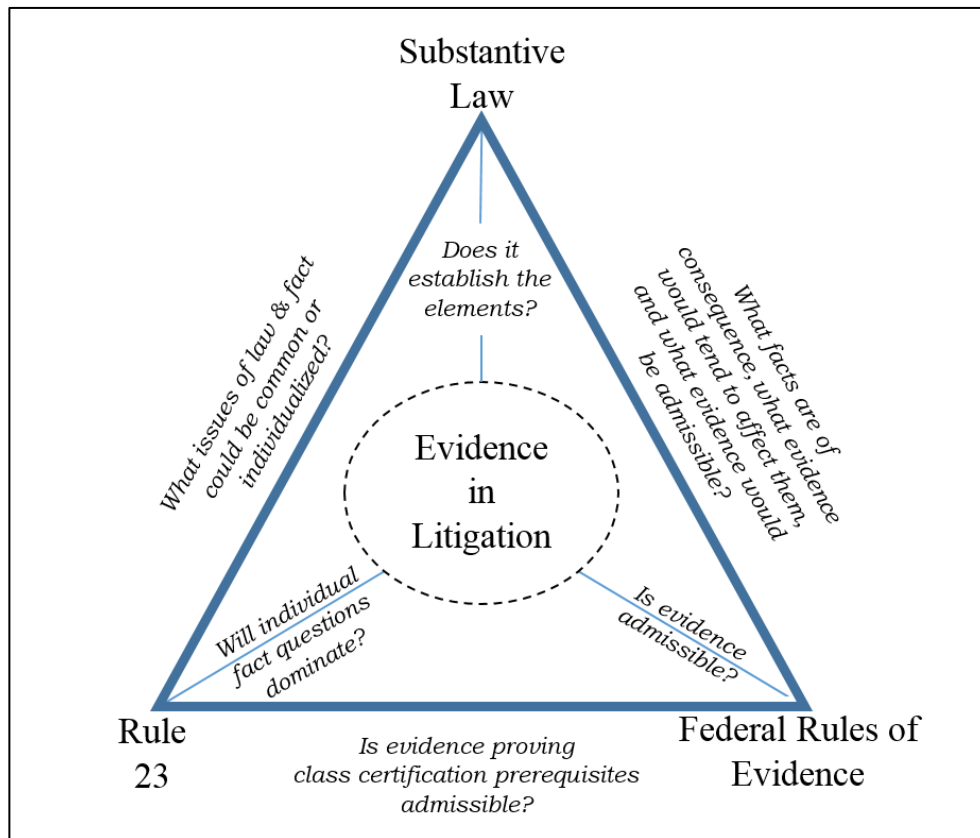 Substantive
Law
Does it
establish the
elements?
What issues of law & fact
could be common or
individualized?
What facts are of
consequence, what evidence
would tend to affect them,
and what evidence would
be admissible?
Evidence
in
Litigation
Will individual
fact questions
dominate?
Is evidence
admissible?
Rule
23
Is evidence proving
class certification prerequisites
admissible?
Federal Rules of
Evidence